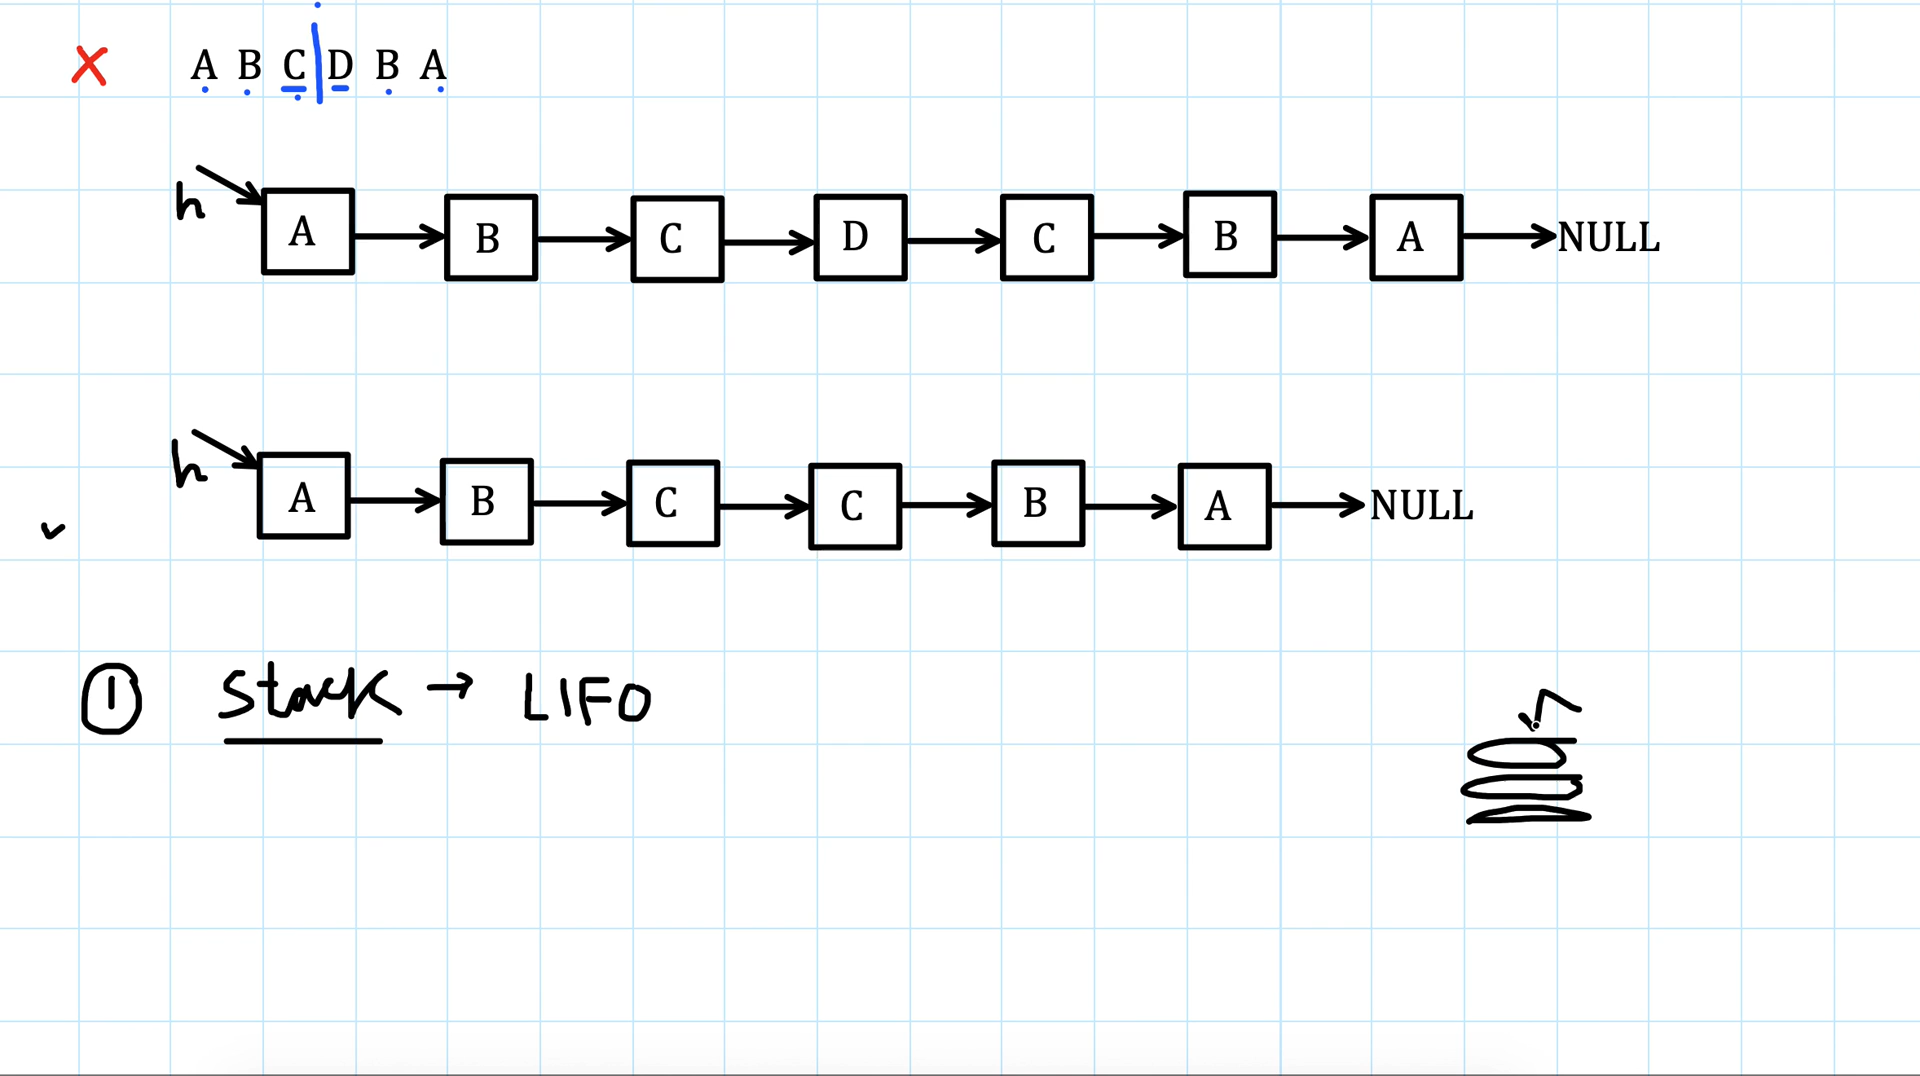 A B C D B A
h A B C D C B A NULL
h A B C C B A NULL
1 Stack → LIFO